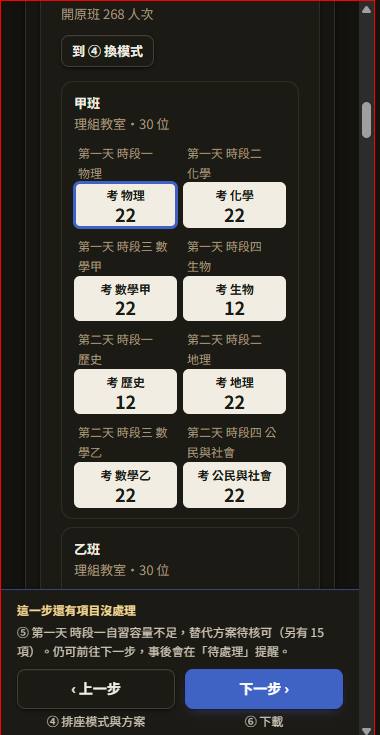 開原班 268 人次
到 ④ 換模式
甲班
理組教室・30 位
第一天 時段一 物理
第一天 時段二 化學
考 物理
22
考 化學
22
第一天 時段三 數學甲
第一天 時段四 生物
考 數學甲
22
考 生物
12
第二天 時段一 歷史
第二天 時段二 地理
考 歷史
12
考 地理
22
第二天 時段三 數學乙
第二天 時段四 公民與社會
考 數學乙
22
考 公民與社會
22
乙班
理組教室・30 位
這一步還有項目沒處理
⑤ 第一天 時段一自習容量不足，替代方案待核可（另有 15
項）。仍可前往下一步，事後會在「待處理」提醒。
‹ 上一步
下一步 ›
④ 排座模式與方案
⑥ 下載